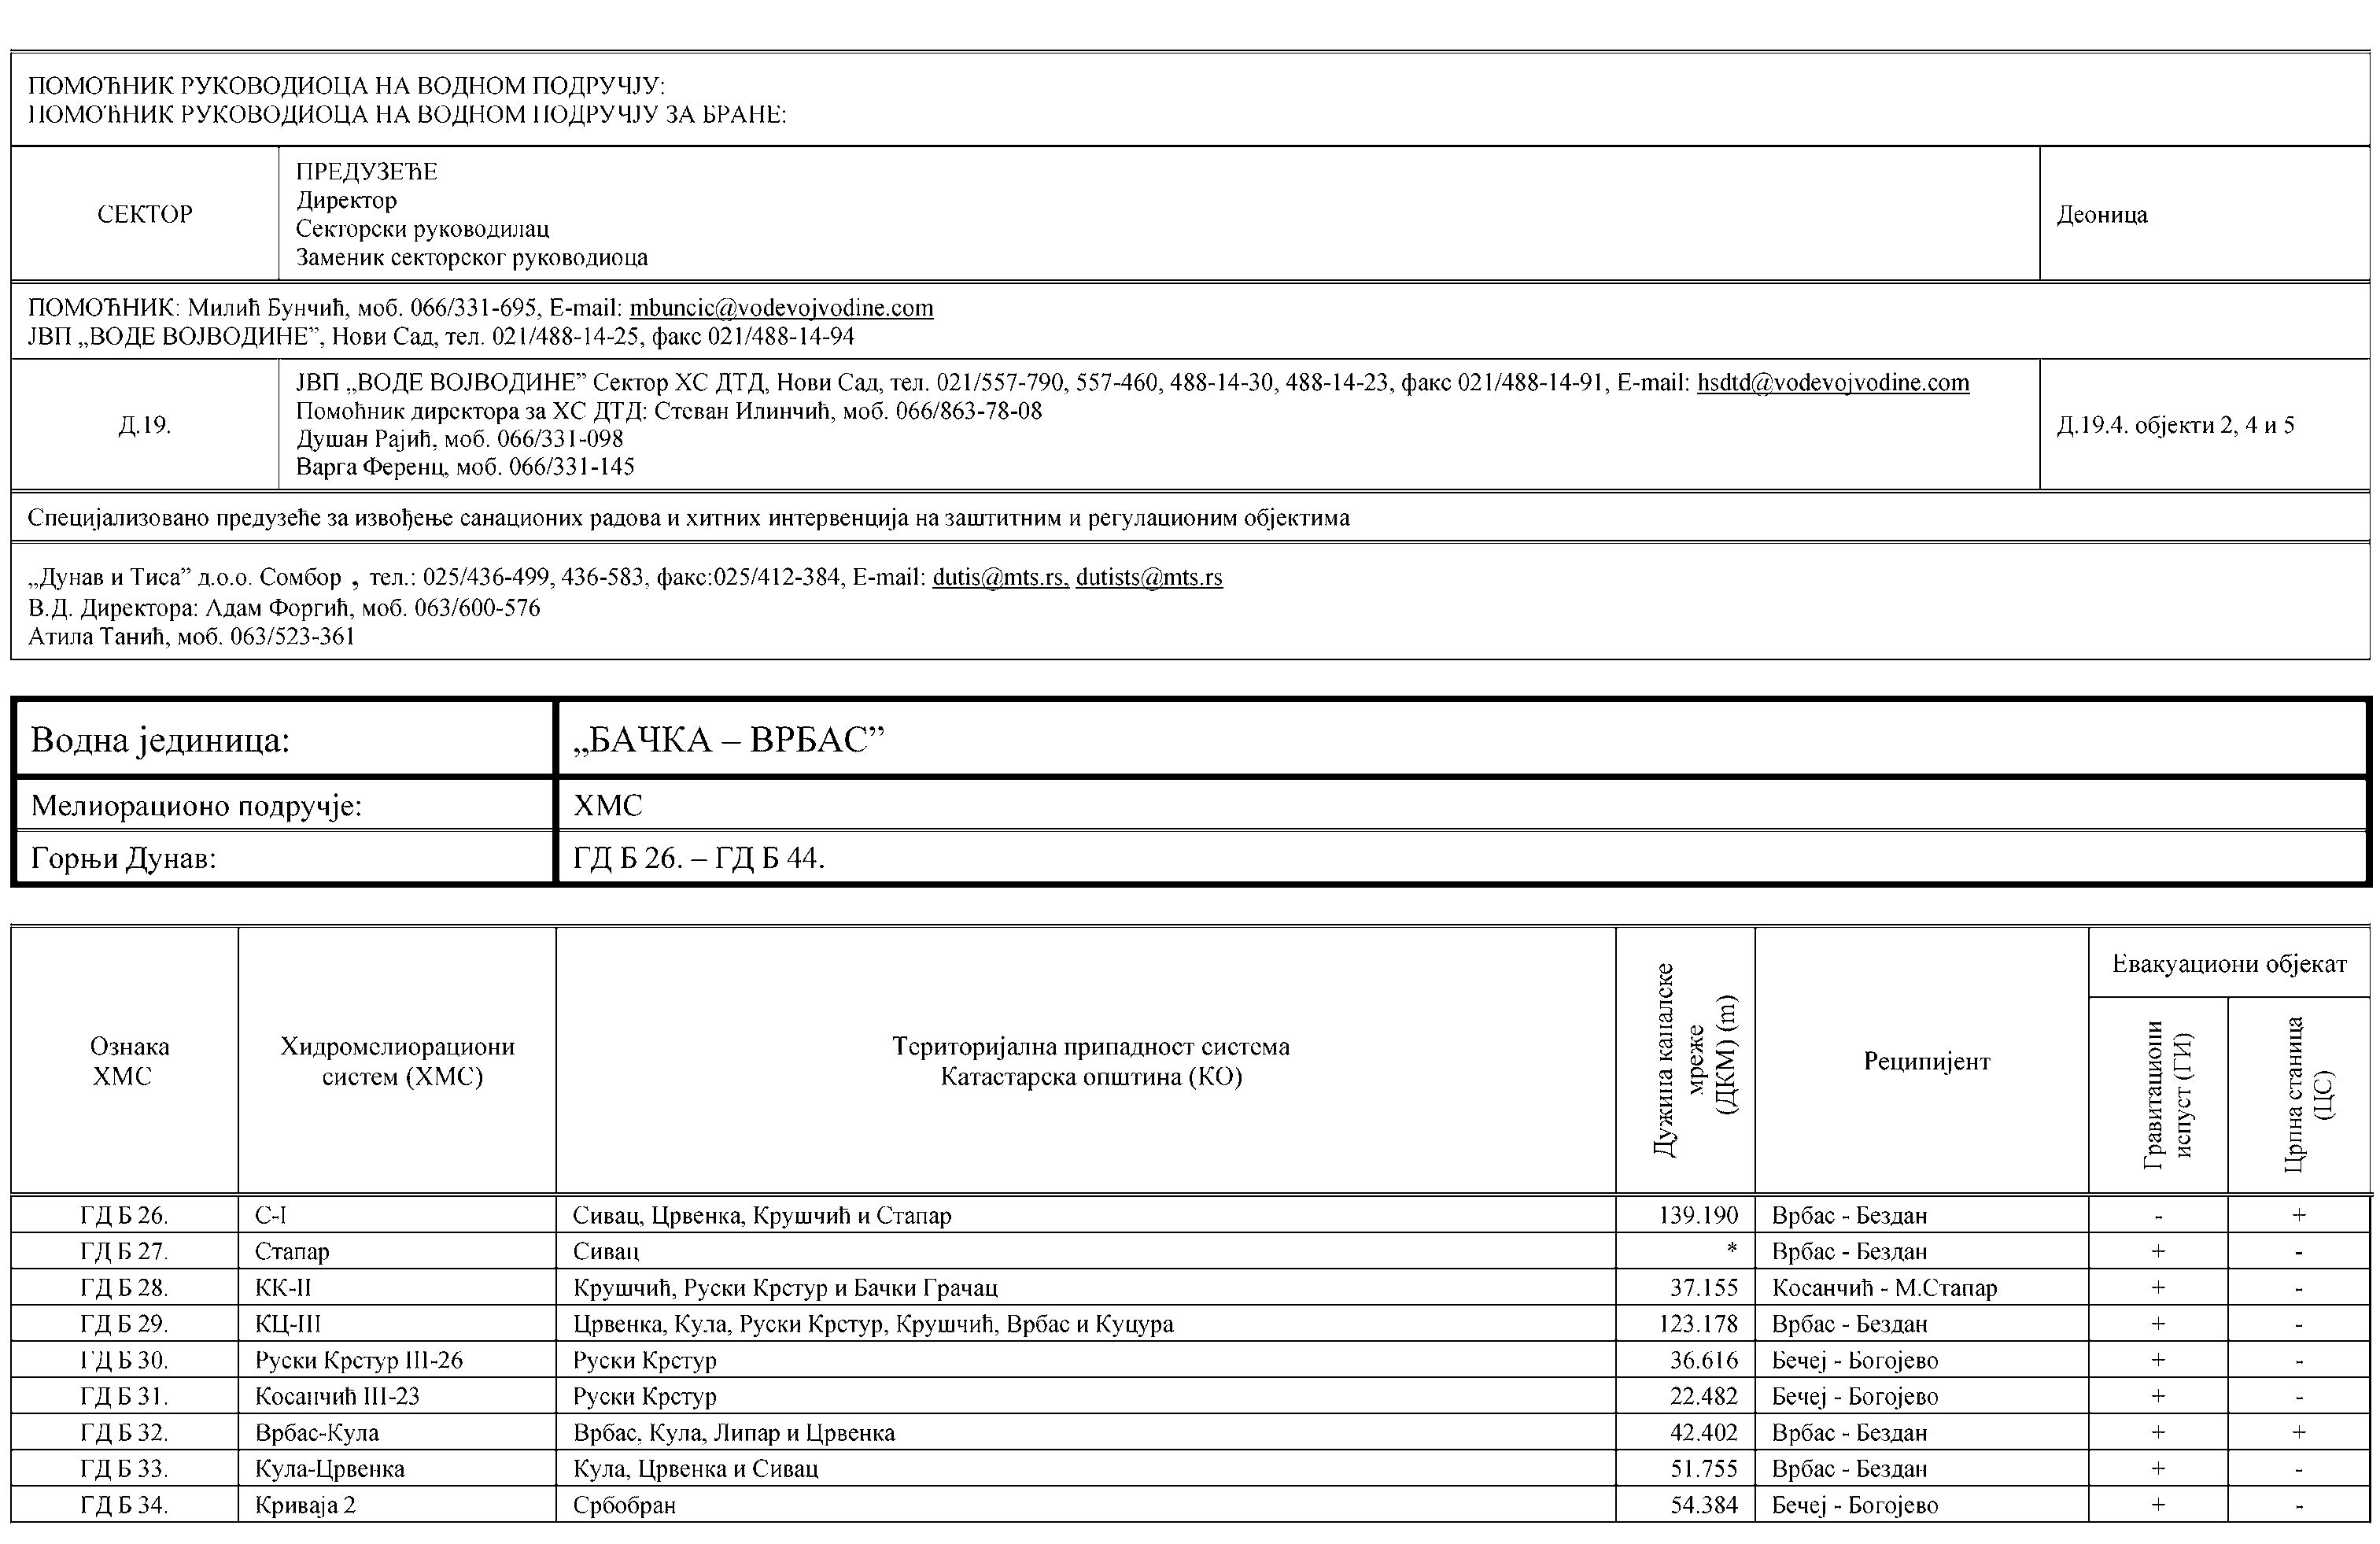 ПОМОЋНИК РУКОВОДИОЦА НА ВОДНОМ ПОДРУЧЈУ:
ПОМОЋНИК РУКОВОДИОЦА НА ВОДНОМ ПОДРУЧЈУ ЗА БРАНЕ:
СЕКТОР
ПРЕДУЗЕЋЕ
Директор
Секторски руководилац
Заменик секторског руководиоца
Деоница
ПОМОЋНИК: Милић Бунчић, моб. 066/331-695, E-mail: mbuncic@vodevojvodine.com
ЈВП „ВОДЕ ВОЈВОДИНЕ”, Нови Сад, тел. 021/488-14-25, факс 021/488-14-94
Д.19.
ЈВП „ВОДЕ ВОЈВОДИНЕ” Сектор ХС ДТД, Нови Сад, тел. 021/557-790, 557-460, 488-14-30, 488-14-23, факс 021/488-14-91, E-mail: hsdtd@vodevojvodine.com
Помоћник директора за ХС ДТД: Стеван Илинчић, моб. 066/863-78-08
Душан Рајић, моб. 066/331-098
Варга Ференц, моб. 066/331-145
Д.19.4. објекти 2, 4 и 5
Специјализовано предузеће за извођење санационих радова и хитних интервенција на заштитним и регулационим објектима
„Дунав и Тиса” д.о.о. Сомбор , тел.: 025/436-499, 436-583, факс:025/412-384, E-mail: dutis@mts.rs, dutists@mts.rs
В.Д. Директора: Адам Форгић, моб. 063/600-576
Атила Танић, моб. 063/523-361
Водна јединица: „БАЧКА – ВРБАС”
Мелиорационо подручје: ХМС
Горњи Дунав: ГД Б 26. – ГД Б 44.
Ознака
ХМС
Хидромелиорациони
систем (ХМС)
Територијална припадност система
Катастарска општина (КО)
Дужина каналске
мреже
(ДКМ) (m)
Реципијент
Евакуациони објекат
Гравитациони
испуст (ГИ)
Црпна станица
(ЦС)
ГД Б 26. С-I Сивац, Црвенка, Крушчић и Стапар 139.190 Врбас - Бездан - +
ГД Б 27. Стапар Сивац * Врбас - Бездан + -
ГД Б 28. КК-II Крушчић, Руски Крстур и Бачки Грачац 37.155 Косанчић - М.Стапар + -
ГД Б 29. КЦ-III Црвенка, Кула, Руски Крстур, Крушчић, Врбас и Куцура 123.178 Врбас - Бездан + -
ГД Б 30. Руски Крстур III-26 Руски Крстур 36.616 Бечеј - Богојево + -
ГД Б 31. Косанчић III-23 Руски Крстур 22.482 Бечеј - Богојево + -
ГД Б 32. Врбас-Кула Врбас, Кула, Липар и Црвенка 42.402 Врбас - Бездан + +
ГД Б 33. Кула-Црвенка Кула, Црвенка и Сивац 51.755 Врбас - Бездан + -
ГД Б 34. Криваја 2 Србобран 54.384 Бечеј - Богојево + -